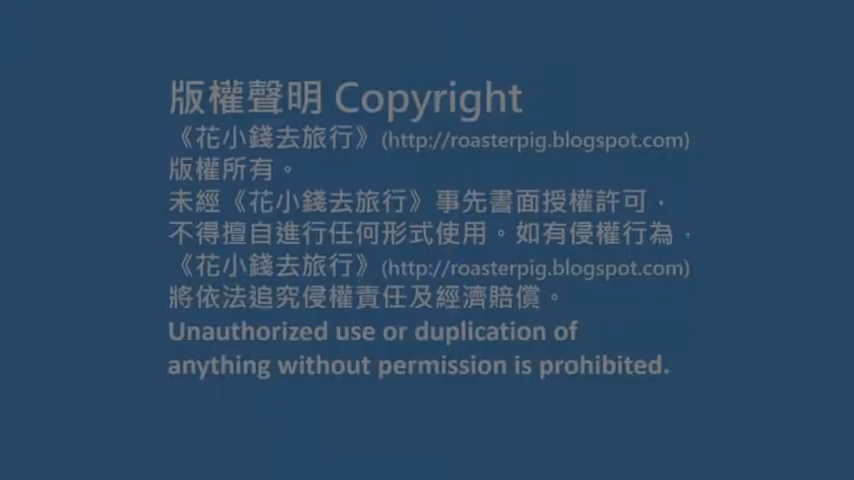 版權聲明 Copyright
《花小錢去旅行》(http://roasterpig.blogspot.com)
版權所有。
未經《花小錢去旅行》事先書面授權許可，
不得擅自進行任何形式使用。如有侵權行為，
《花小錢去旅行》(http://roasterpig.blogspot.com)
將依法追究侵權責任及經濟賠償。
Unauthorized use or duplication of
anything without permission is prohibited.